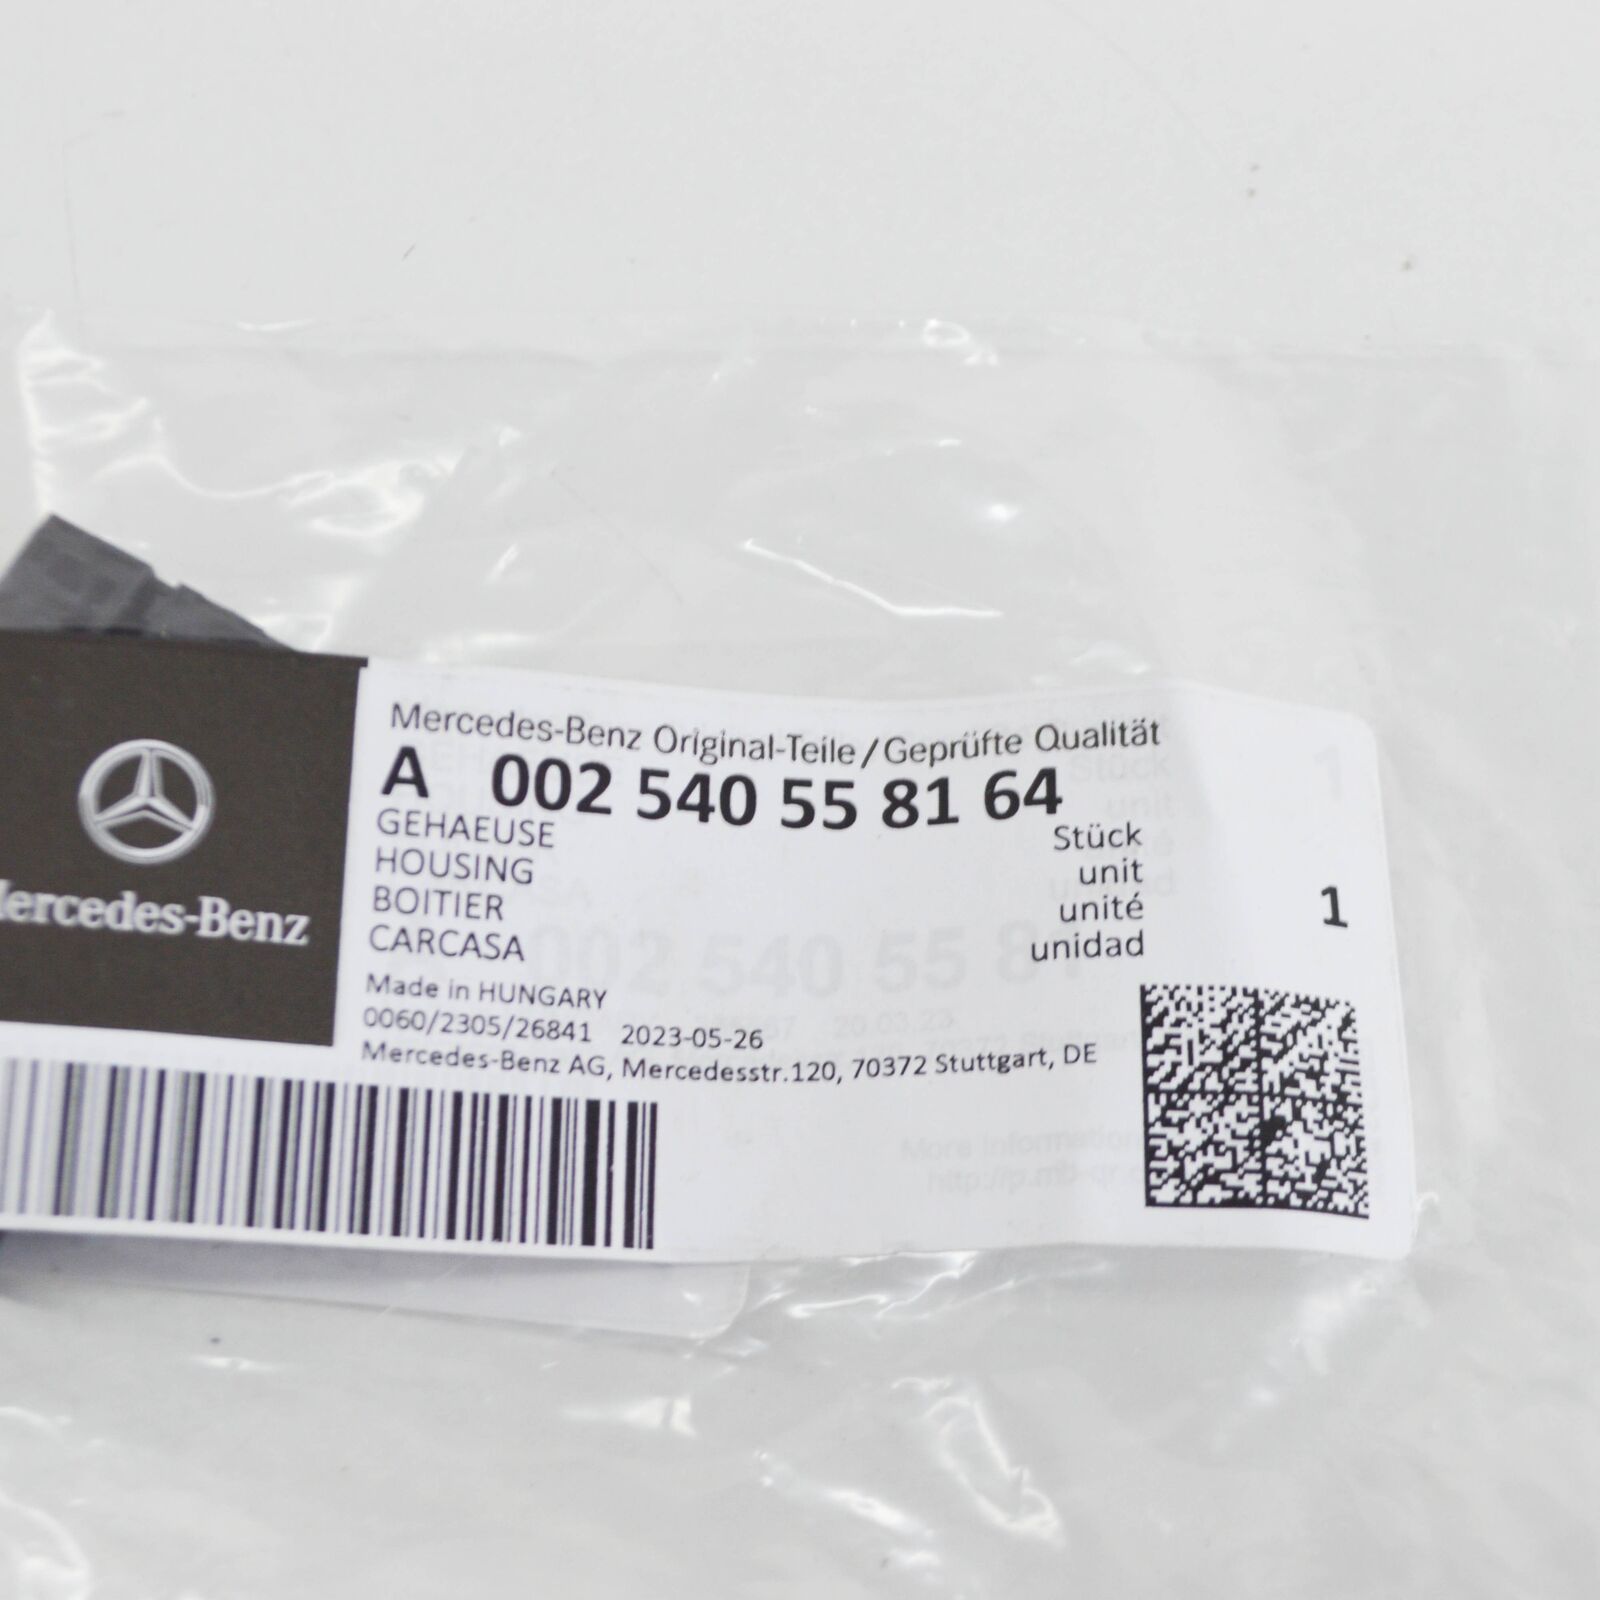 Mercedes-Benz Original-Teile / Geprüfte Qualität
A 002 540 55 81 64
GEHAEUSE
HOUSING
BOITIER
CARCASA
Stück
unit
unité
unidad
1
Made in HUNGARY
0060/2305/26841 2023-05-26
Mercedes-Benz AG, Mercedesstr.120, 70372 Stuttgart, DE
Mercedes-Benz